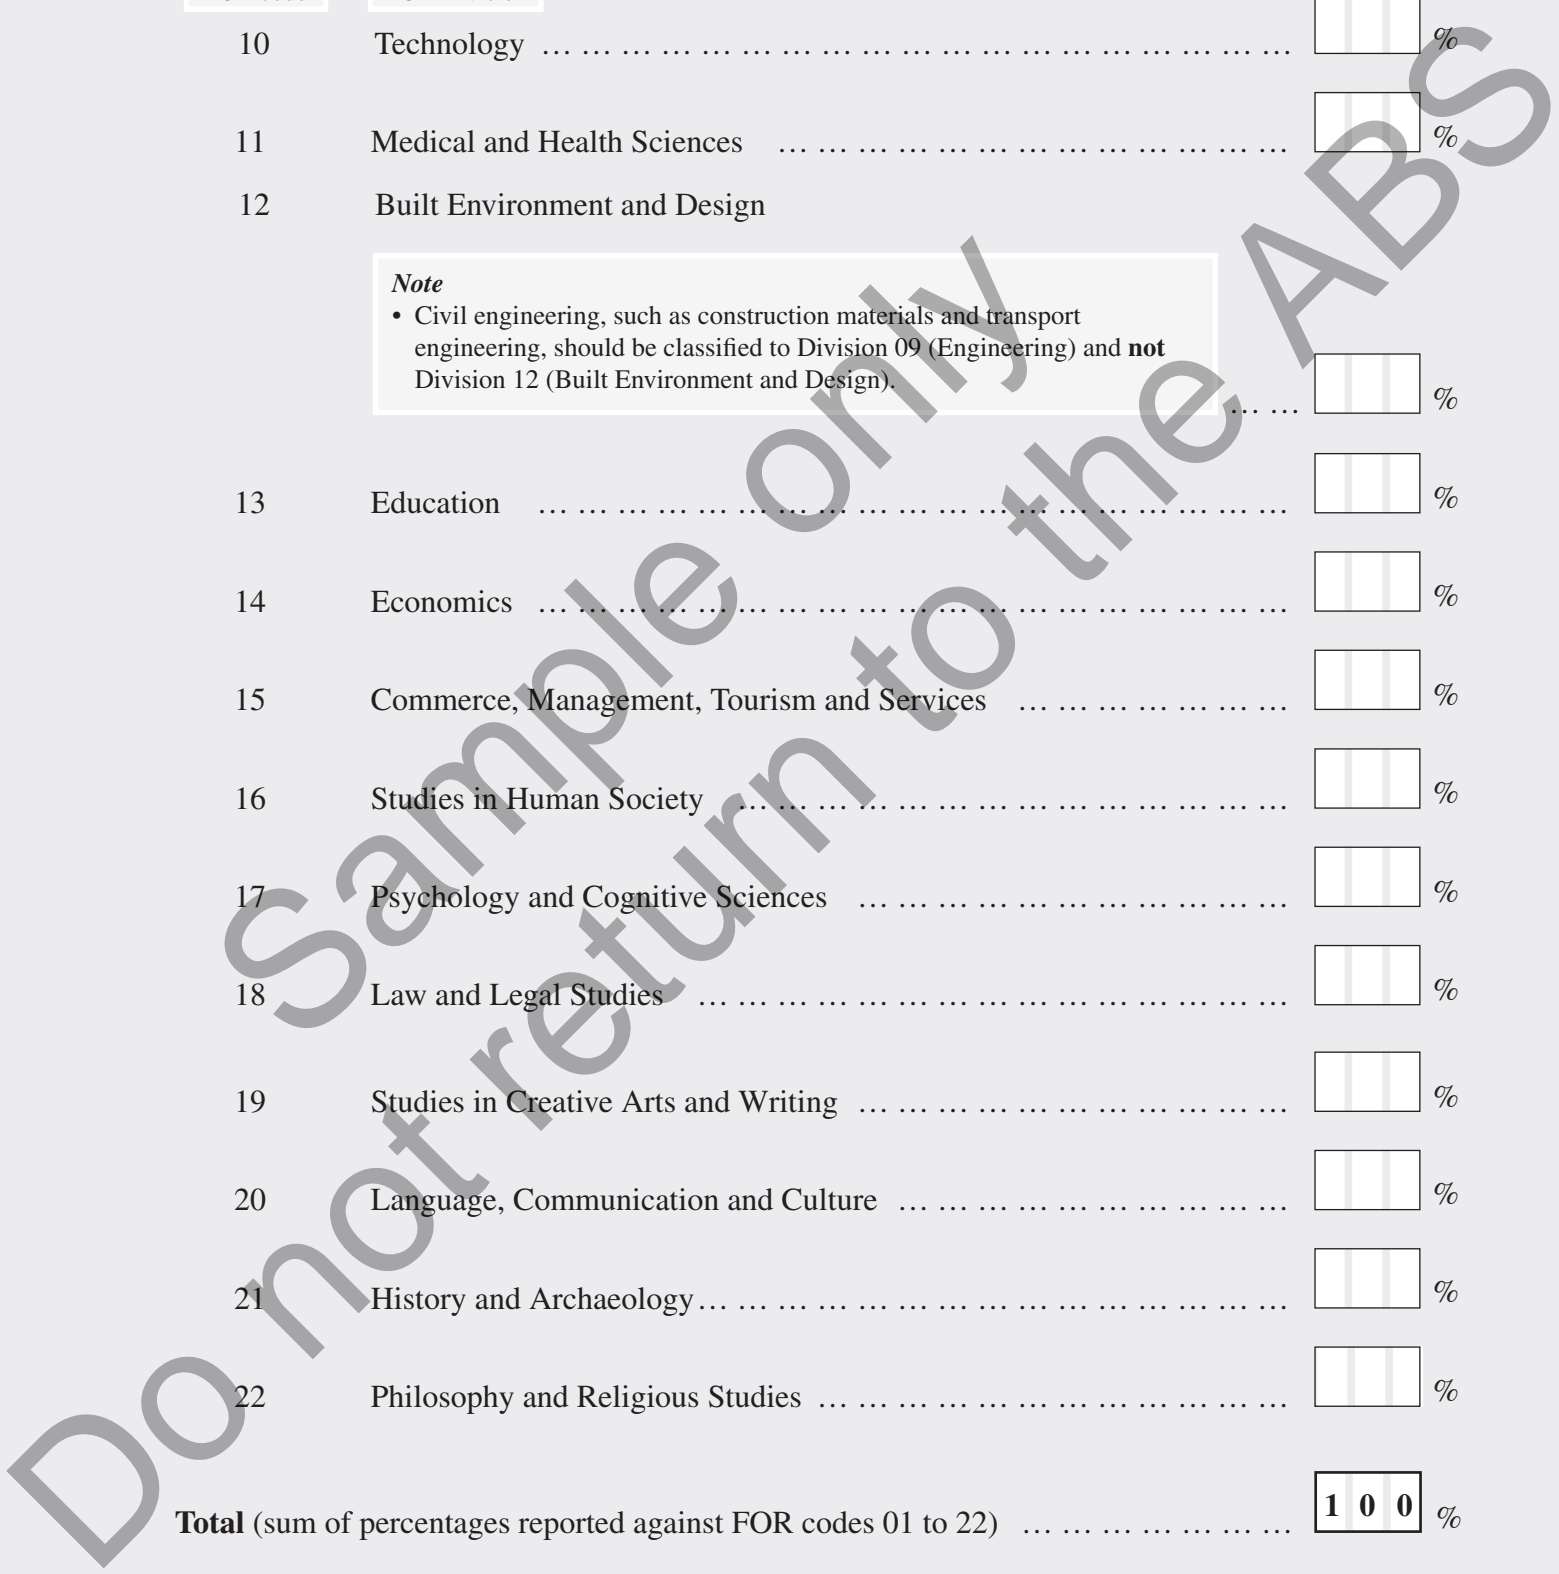 10 Technology … … … … … … … … … … … … … … … … … … … %
11 Medical and Health Sciences … … … … … … … … … … … … … %
12 Built Environment and Design
Note
• Civil engineering, such as construction materials and transport
engineering, should be classified to Division 09 (Engineering) and not
Division 12 (Built Environment and Design).
… … %
13 Education … … … … … … … … … … … … … … … … … … … %
14 Economics … … … … … … … … … … … … … … … … … … … %
15 Commerce, Management, Tourism and Services … … … … … … … %
16 Studies in Human Society … … … … … … … … … … … … … … %
17 Psychology and Cognitive Sciences … … … … … … … … … … … %
18 Law and Legal Studies … … … … … … … … … … … … … … … %
19 Studies in Creative Arts and Writing … … … … … … … … … … … %
20 Language, Communication and Culture … … … … … … … … … … %
21 History and Archaeology … … … … … … … … … … … … … … … %
22 Philosophy and Religious Studies … … … … … … … … … … … … %
Total (sum of percentages reported against FOR codes 01 to 22) … … … … … … … 100 %
Sample only
Do not return to the ABS